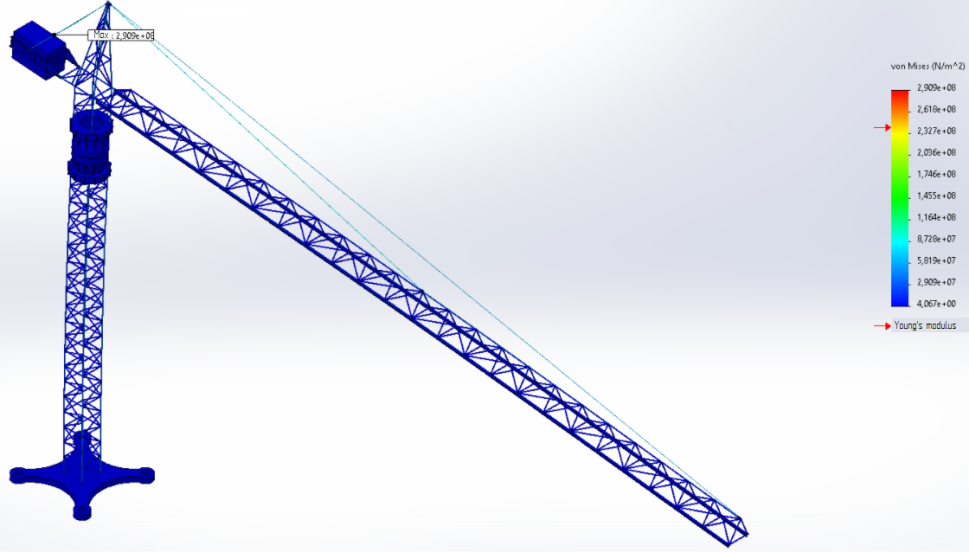 Max : 2,909e+08
von Mises (N/m^2)
2,909e+08
2,618e+08
2,327e+08
2,036e+08
1,746e+08
1,455e+08
1,164e+08
8,728e+07
5,819e+07
2,909e+07
4,067e+00
Young's modulus